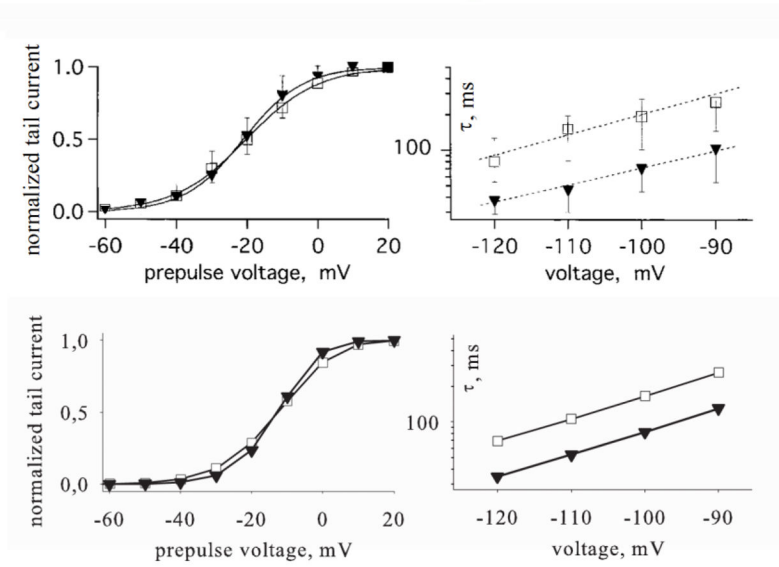 normalized tail current
1.0
0.5
0.0
-60 -40 -20 0 20
prepulse voltage, mV
τ, ms
100
-120 -110 -100 -90
voltage, mV
normalized tail current
1,0
0,5
0,0
-60 -40 -20 0 20
prepulse voltage, mV
τ, ms
100
-120 -110 -100 -90
voltage, mV